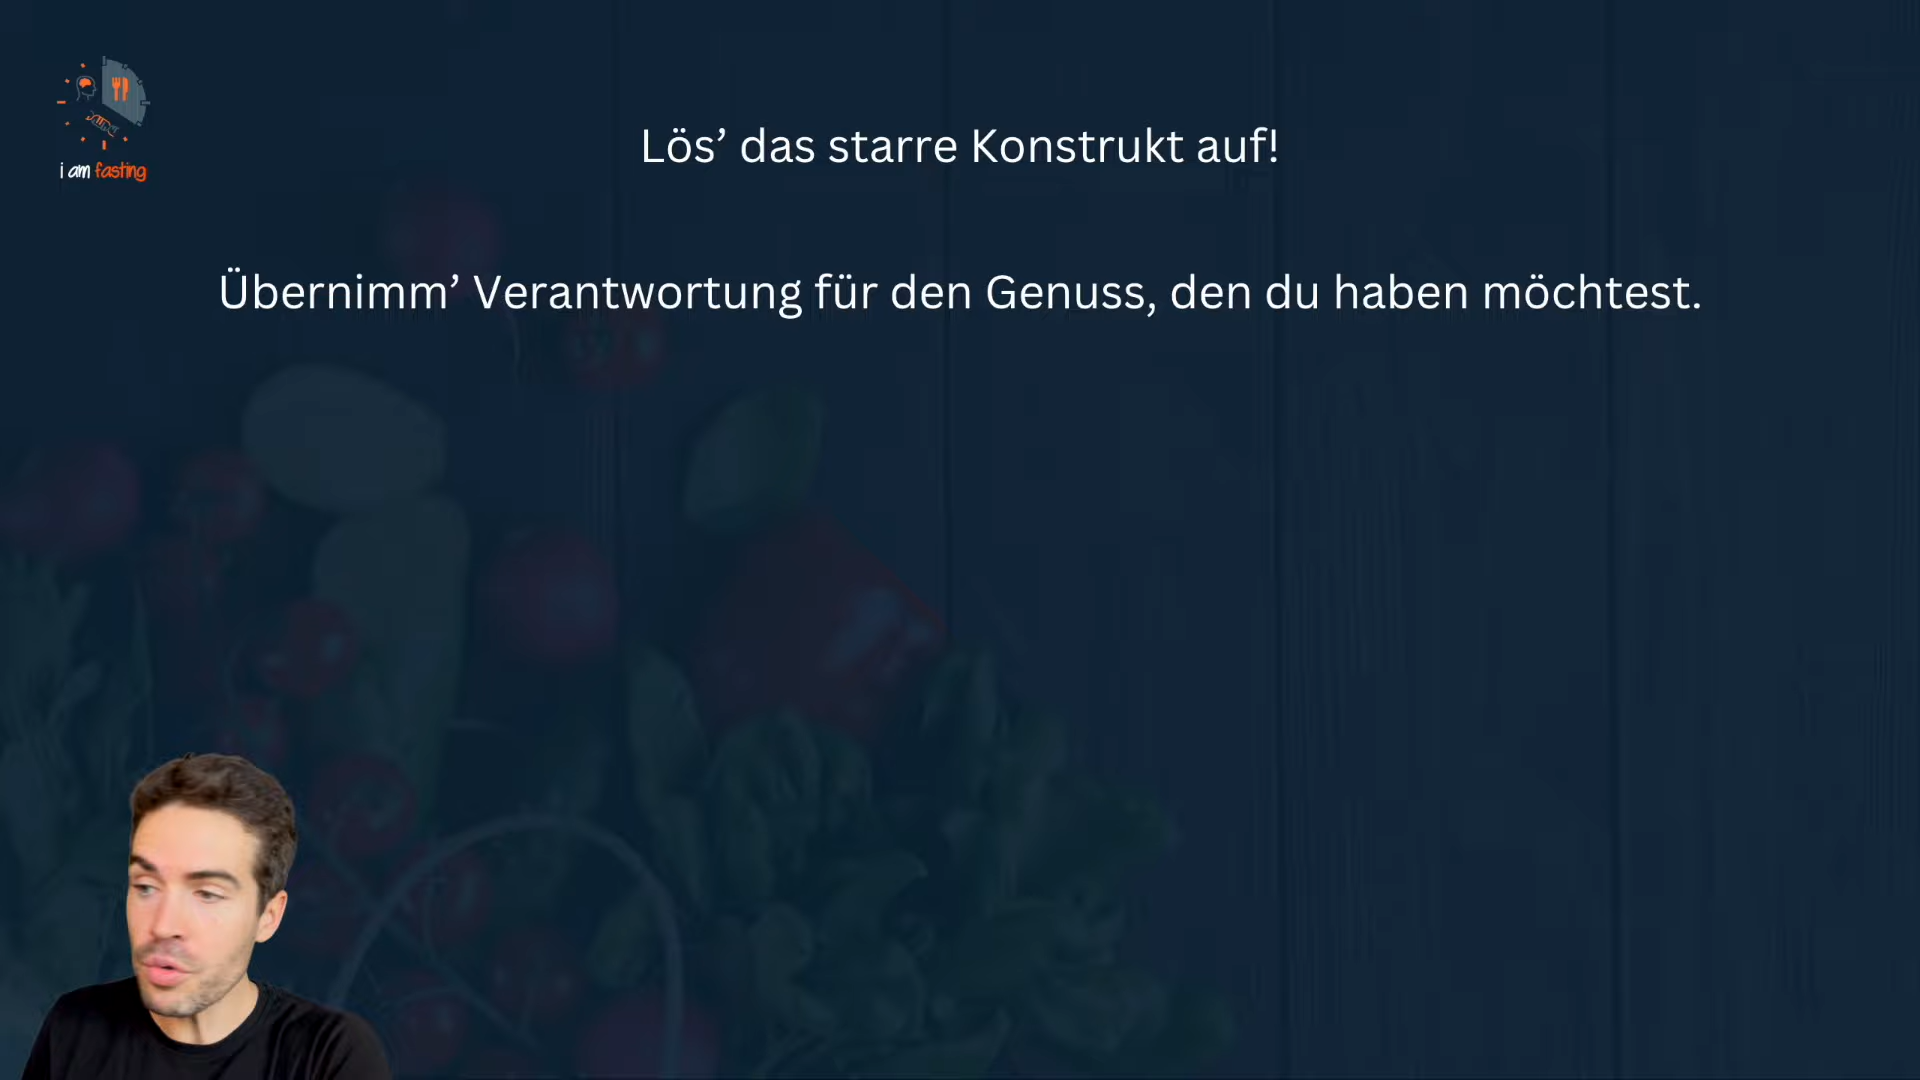 i am fasting
Lös’ das starre Konstrukt auf!
Übernimm’ Verantwortung für den Genuss, den du haben möchtest.